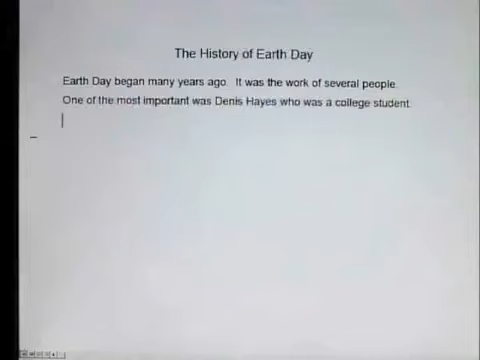 The History of Earth Day
Earth Day began many years ago. It was the work of several people.
One of the most important was Denis Hayes who was a college student.